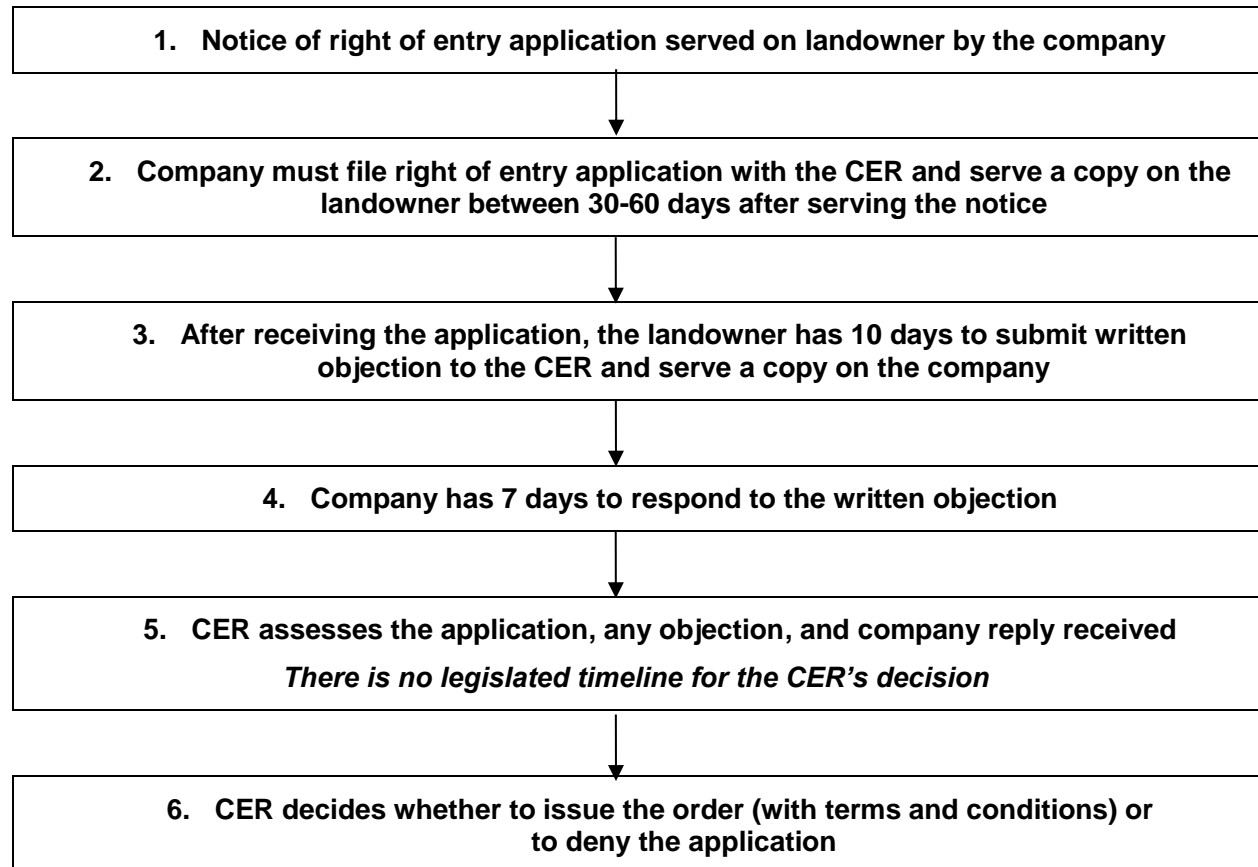 1. Notice of right of entry application served on landowner by the company
2. Company must file right of entry application with the CER and serve a copy on the
landowner between 30-60 days after serving the notice
3. After receiving the application, the landowner has 10 days to submit written
objection to the CER and serve a copy on the company
4. Company has 7 days to respond to the written objection
5. CER assesses the application, any objection, and company reply received
There is no legislated timeline for the CER's decision
6. CER decides whether to issue the order (with terms and conditions) or
to deny the application